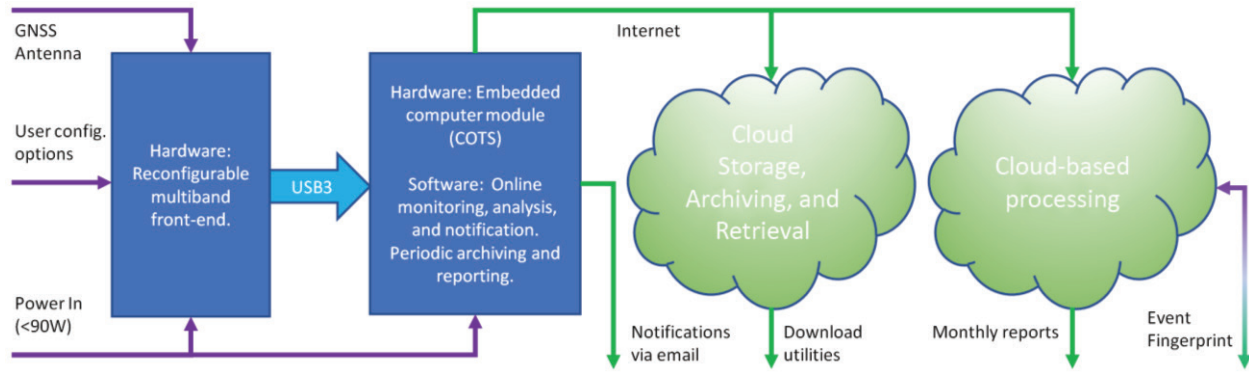 GNSS
Antenna
User config.
options
Power In
(<90W)
Hardware:
Reconfigurable
multiband
front-end.
USB3
Hardware: Embedded
computer module
(COTS)
Software: Online
monitoring, analysis,
and notification.
Periodic archiving and
reporting.
Internet
Notifications
via email
Cloud
Storage,
Archiving, and
Retrieval
Download
utilities
Cloud-based
processing
Monthly reports
Event
Fingerprint